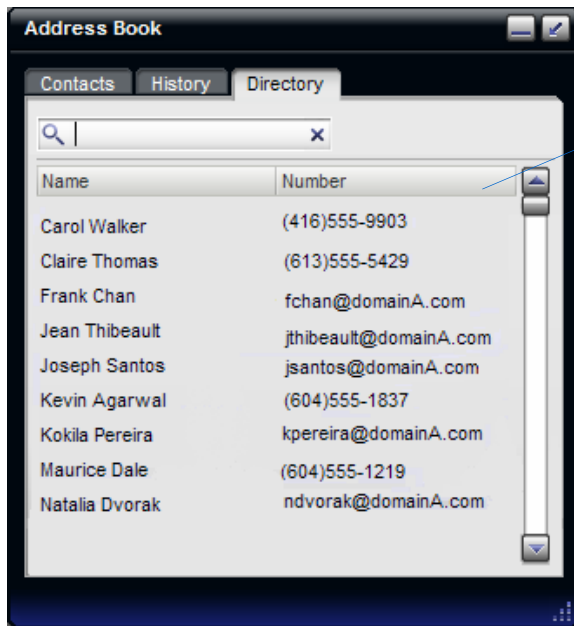 Address Book
Contacts History Directory
Name Number
Carol Walker (416)555-9903
Claire Thomas (613)555-5429
Frank Chan fchan@domainA.com
Jean Thibeault jthibeault@domainA.com
Joseph Santos jsantos@domainA.com
Kevin Agarwal (604)555-1837
Kokila Pereira kpereira@domainA.com
Maurice Dale (604)555-1219
Natalia Dvorak ndvorak@domainA.com